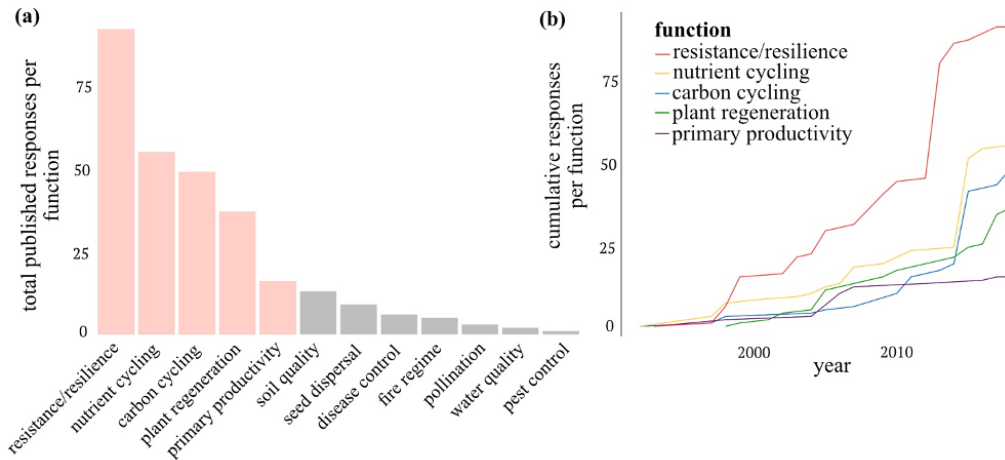 (a)
total published responses per
function
75
50
25
0
resistance/resilience
nutrient cycling
carbon cycling
plant regeneration
primary productivity
soil quality
seed dispersal
disease control
fire regime
pollination
water quality
pest control
(b)
cumulative responses
per function
75
50
25
0
function
resistance/resilience
nutrient cycling
carbon cycling
plant regeneration
primary productivity
2000
2010
year